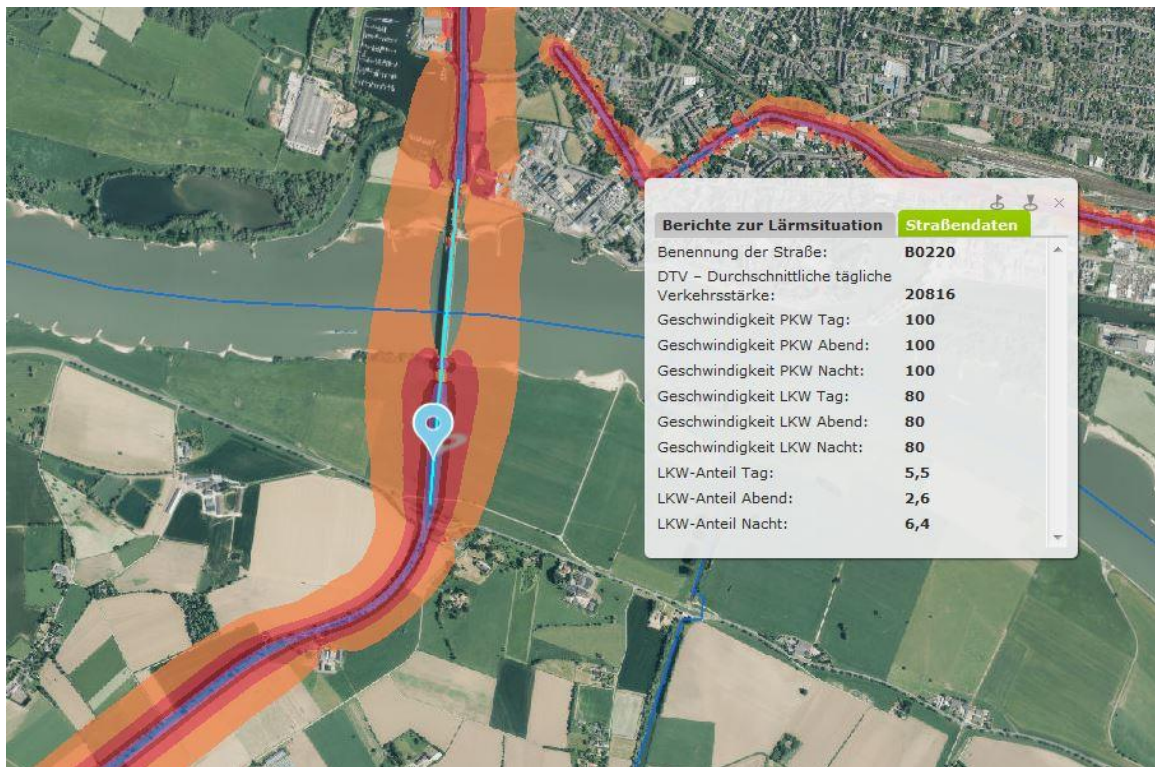 Berichte zur Lärmsituation Straßendaten
Benennung der Straße: B0220
DTV – Durchschnittliche tägliche
Verkehrsstärke: 20816
Geschwindigkeit PKW Tag: 100
Geschwindigkeit PKW Abend: 100
Geschwindigkeit PKW Nacht: 100
Geschwindigkeit LKW Tag: 80
Geschwindigkeit LKW Abend: 80
Geschwindigkeit LKW Nacht: 80
LKW-Anteil Tag: 5,5
LKW-Anteil Abend: 2,6
LKW-Anteil Nacht: 6,4